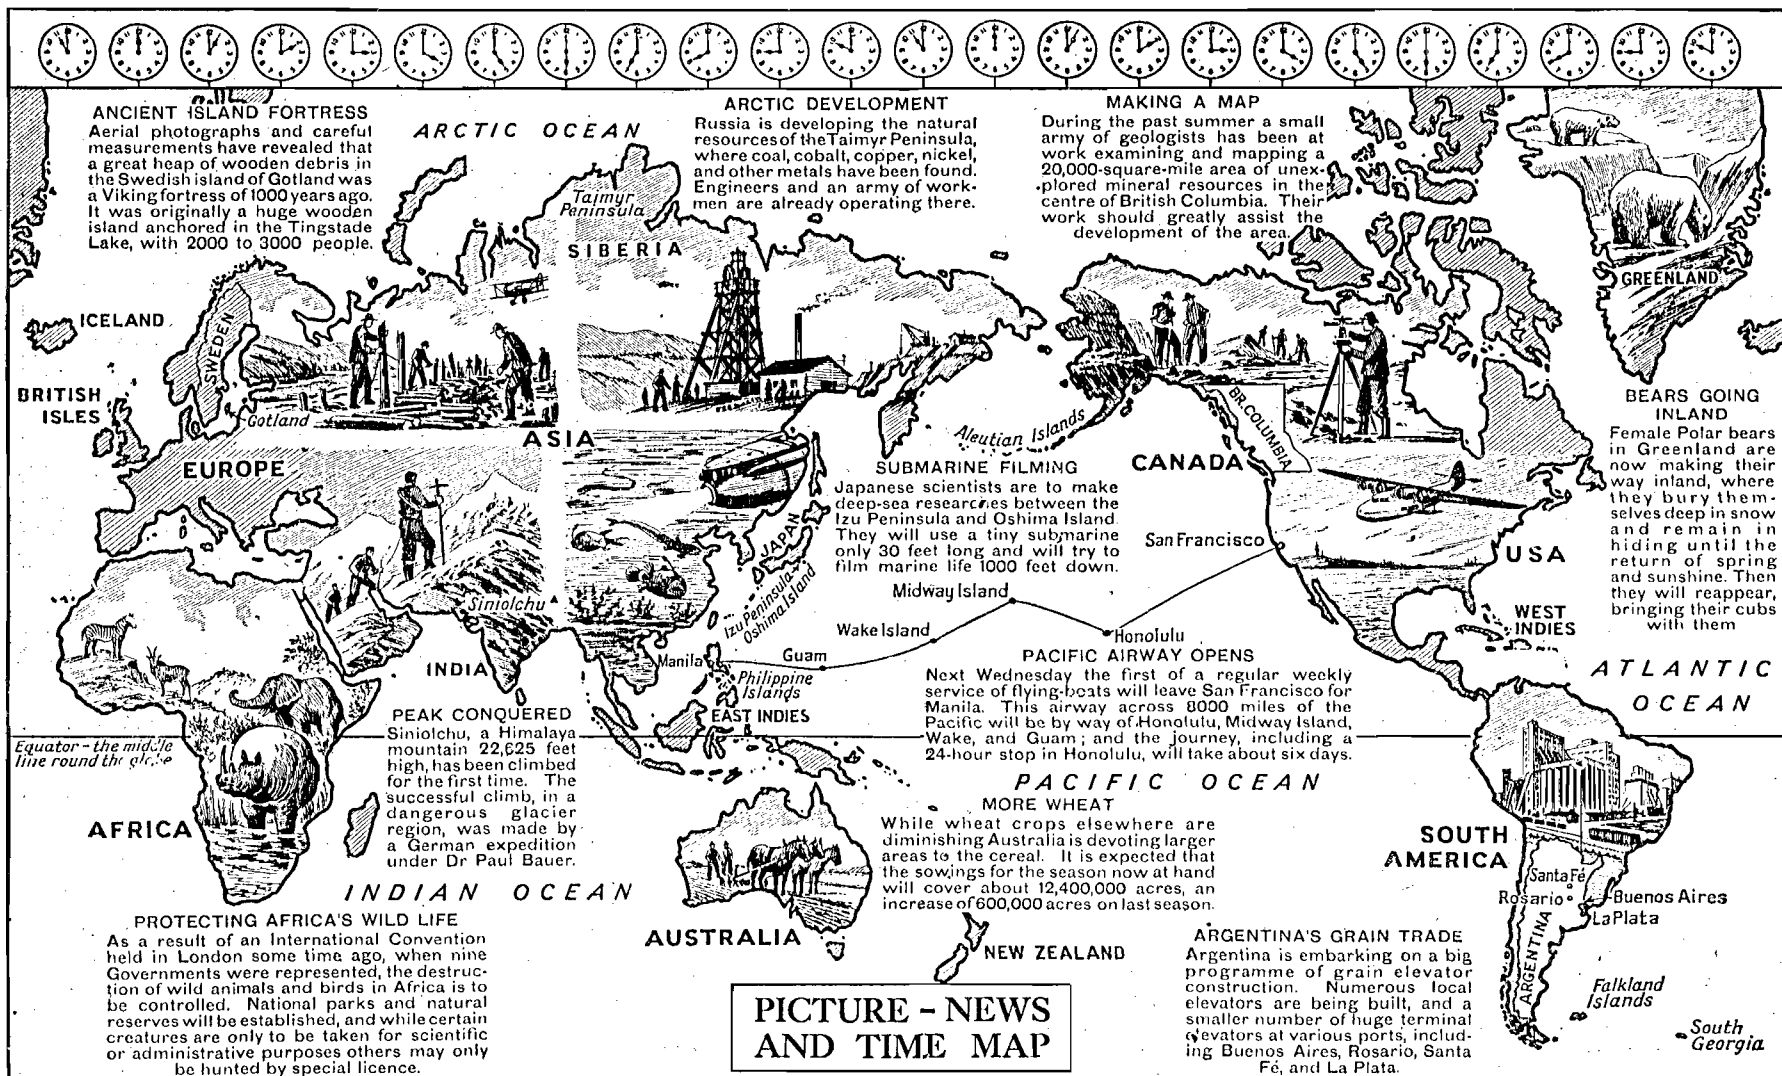 ANCIENT ISLAND FORTRESS
Aerial photographs and careful
measurements have revealed that
a great heap of wooden debris in
the Swedish island of Gotland was
a Viking fortress of 1000 years ago.
It was originally a huge wooden
island anchored in the Tingstade
Lake, with 2000 to 3000 people.
ARCTIC OCEAN
ARCTIC DEVELOPMENT
Russia is developing the natural
resources of the Taimyr Peninsula,
where coal, cobalt, copper, nickel,
and other metals have been found.
Engineers and an army of work-
men are already operating there.
MAKING A MAP
During the past summer a small
army of geologists has been at
work examining and mapping a
20,000-square-mile area of unex-
plored mineral resources in the
centre of British Columbia. Their
work should greatly assist the
development of the area.
Taimyr
Peninsula
SIBERIA
GREENLAND
ICELAND
SWEDEN
BRITISH
ISLES
Gotland
ASIA
EUROPE
Aleutian Islands
BR. COLUMBIA
CANADA
BEARS GOING
INLAND
Female Polar bears
in Greenland are
now making their
way inland, where
they bury them-
selves deep in snow
and remain in
hiding until the
return of spring
and sunshine. Then
they will reappear,
bringing their cubs
with them
SUBMARINE FILMING
Japanese scientists are to make
deep-sea researches between the
Izu Peninsula and Oshima Island.
They will use a tiny submarine
only 30 feet long and will try to
film marine life 1000 feet down.
JAPAN
Izu Peninsula
Oshima Island
San Francisco
USA
Midway Island
Wake Island
Honolulu
Guam
Manila
Philippine
Islands
Siniolchu
INDIA
WEST
INDIES
ATLANTIC
OCEAN
PACIFIC AIRWAY OPENS
Next Wednesday the first of a regular weekly
service of flying-boats will leave San Francisco for
Manila. This airway across 8000 miles of the
Pacific will be by way of Honolulu, Midway Island,
Wake, and Guam; and the journey, including a
24-hour stop in Honolulu, will take about six days.
EAST INDIES
PEAK CONQUERED
Siniolchu, a Himalaya
mountain 22,625 feet
high, has been climbed
for the first time. The
successful climb, in a
dangerous glacier
region, was made by
a German expedition
under Dr Paul Bauer.
Equator - the middle
line round the globe
PACIFIC OCEAN
AFRICA
INDIAN OCEAN
MORE WHEAT
While wheat crops elsewhere are
diminishing Australia is devoting larger
areas to the cereal. It is expected that
the sowings for the season now at hand
will cover about 12,400,000 acres, an
increase of 600,000 acres on last season.
SOUTH
AMERICA
Santa Fé
Rosario
Buenos Aires
La Plata
ARGENTINA
PROTECTING AFRICA'S WILD LIFE
As a result of an International Convention
held in London some time ago, when nine
Governments were represented, the destruc-
tion of wild animals and birds in Africa is to
be controlled. National parks and natural
reserves will be established, and while certain
creatures are only to be taken for scientific
or administrative purposes others may only
be hunted by special licence.
AUSTRALIA
NEW ZEALAND
PICTURE - NEWS
AND TIME MAP
ARGENTINA'S GRAIN TRADE
Argentina is embarking on a big
programme of grain elevator
construction. Numerous local
elevators are being built, and a
smaller number of huge terminal
elevators at various ports, includ-
ing Buenos Aires, Rosario, Santa
Fé, and La Plata.
Falkland
Islands
South
Georgia